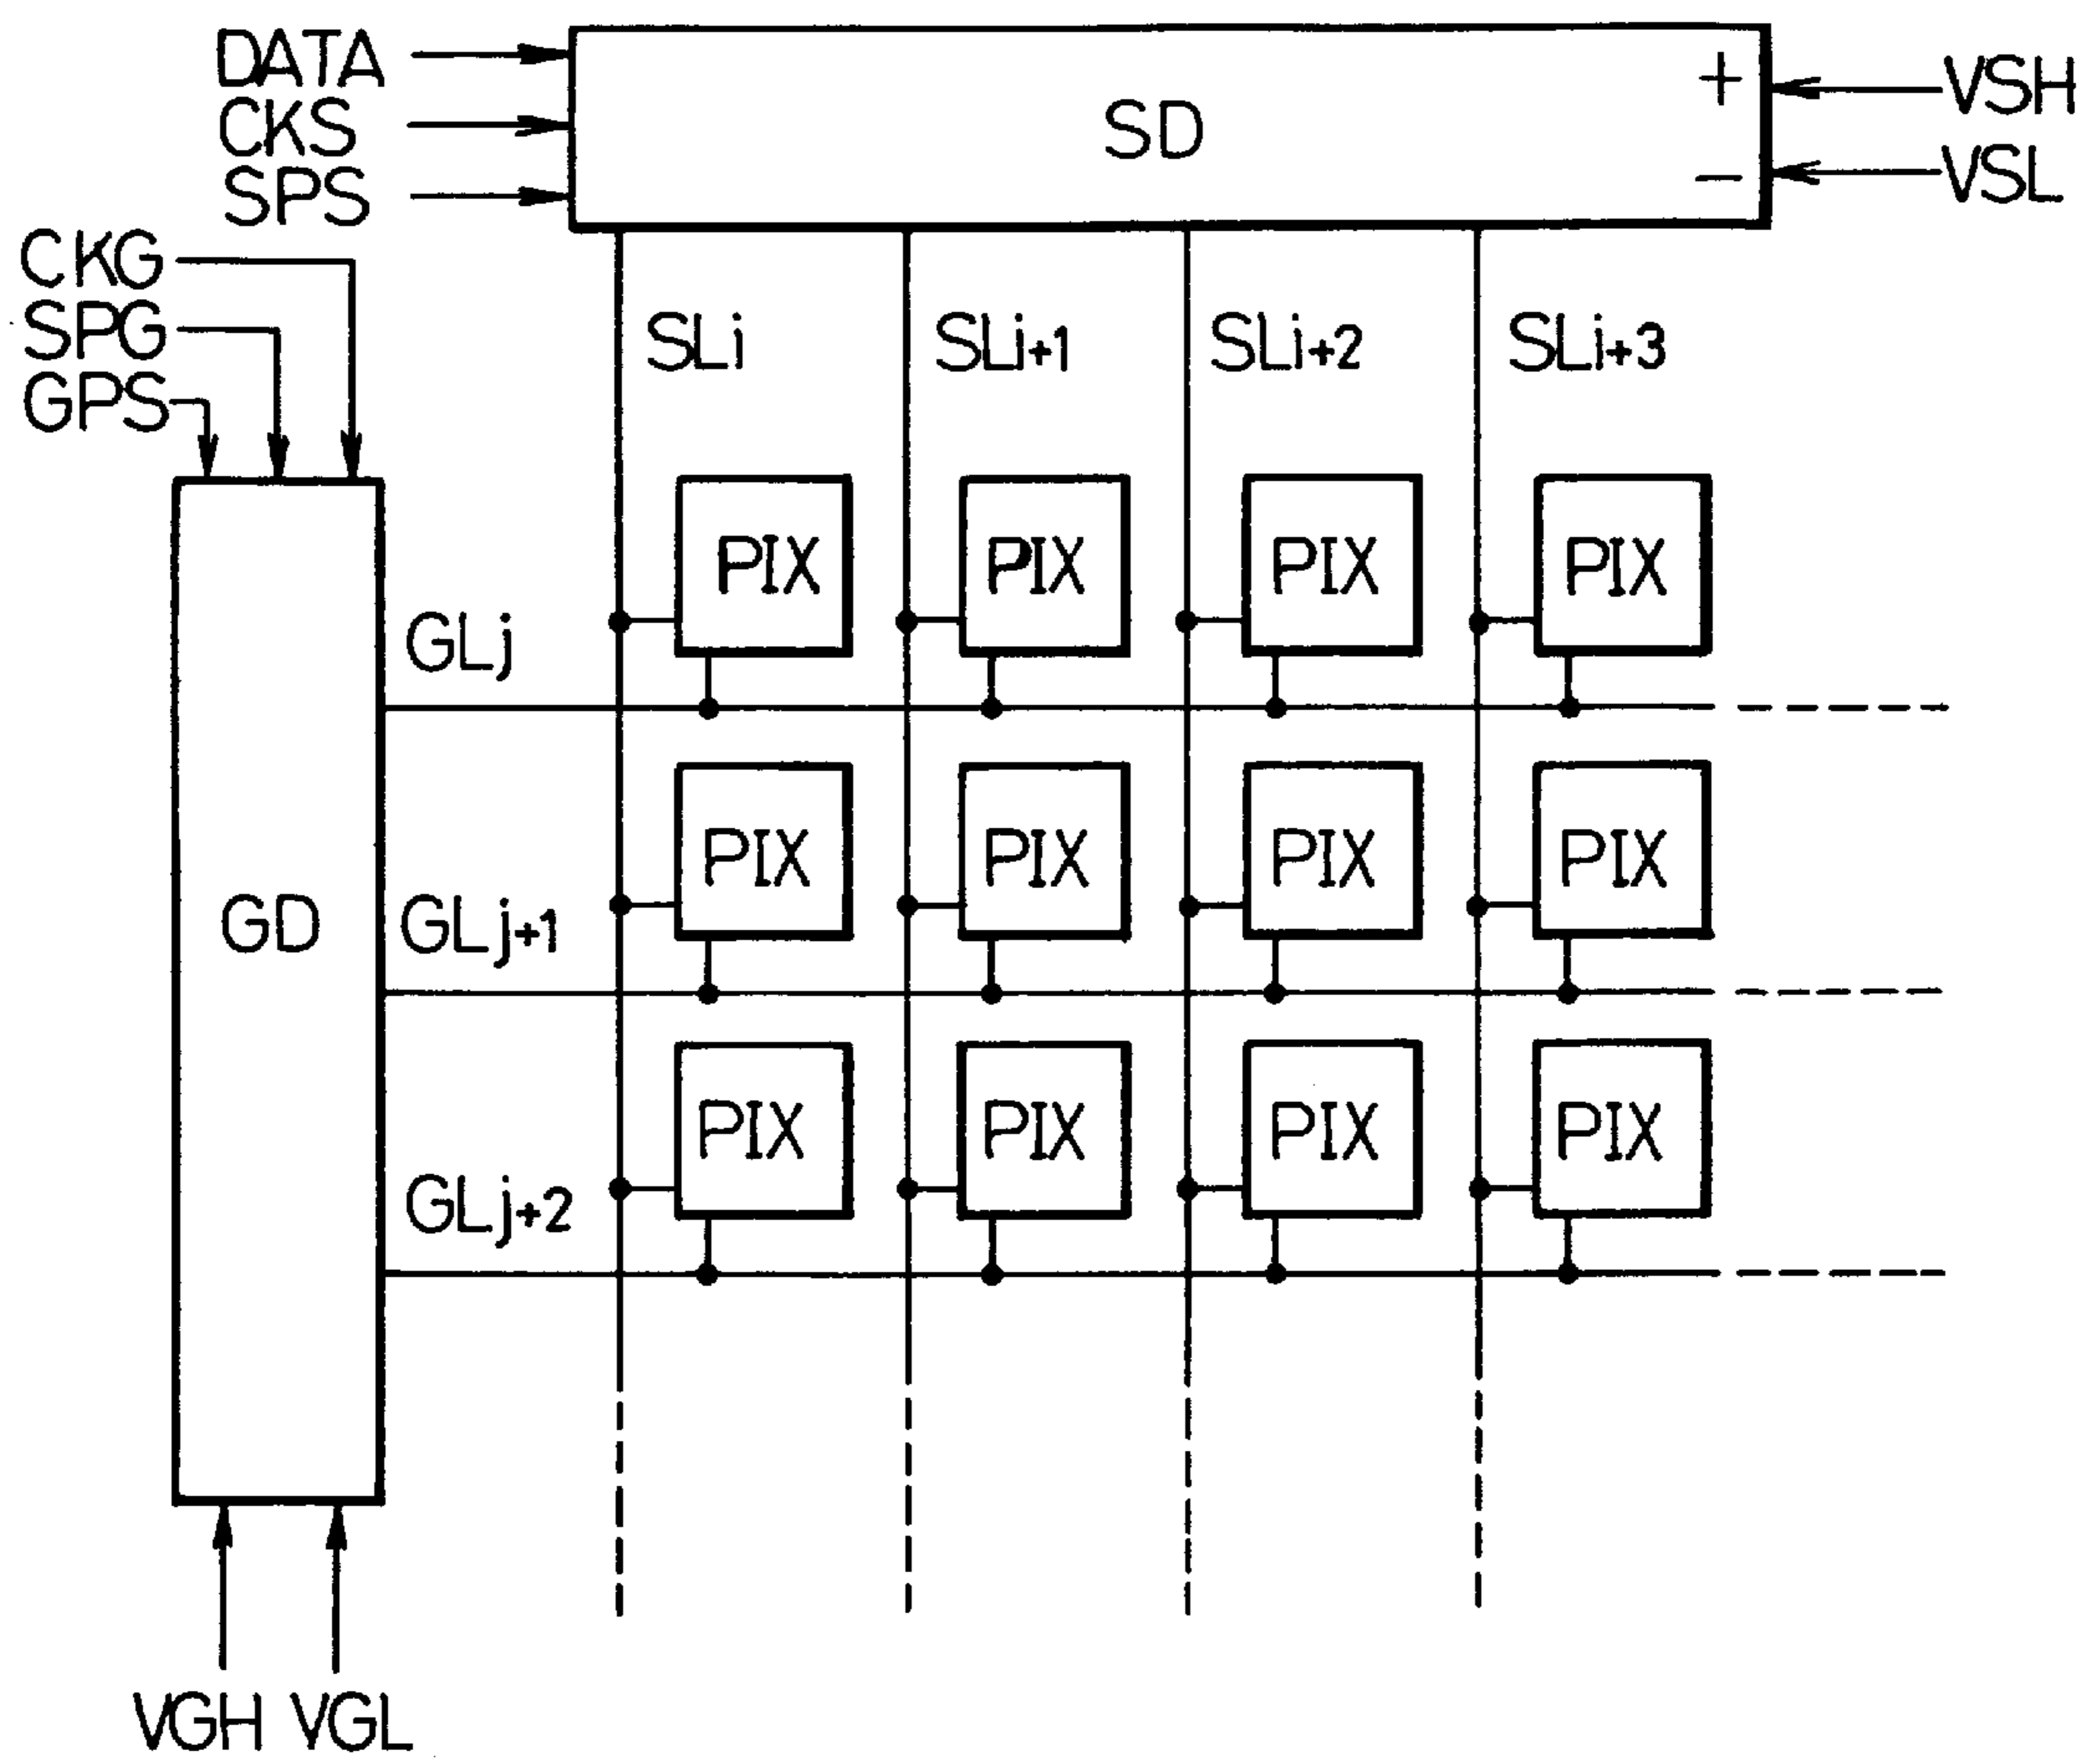 DATA
CKS
SPS
SD
+
−
VSH
VSL
CKG
SPG
GPS
SLi
SLi+1
SLi+2
SLi+3
PIX PIX PIX PIX
GLj
PIX PIX PIX PIX
GD
GLj+1
PIX PIX PIX PIX
GLj+2
VGH VGL